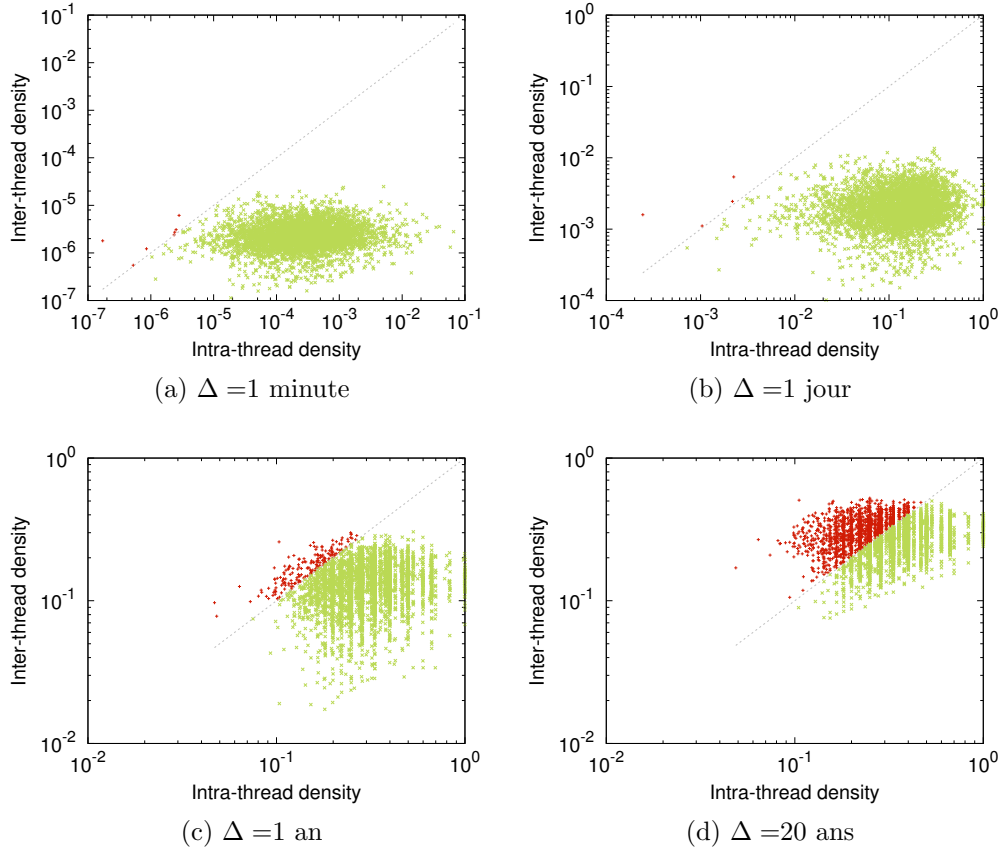 10^-1
10^-2
10^-3
10^-4
10^-5
10^-6
10^-7
Inter-thread density
10^-7 10^-6 10^-5 10^-4 10^-3 10^-2 10^-1
Intra-thread density
(a) Δ =1 minute
10^0
10^-1
10^-2
10^-3
10^-4
Inter-thread density
10^-4 10^-3 10^-2 10^-1 10^0
Intra-thread density
(b) Δ =1 jour
10^0
10^-1
10^-2
Inter-thread density
10^-2 10^-1 10^0
Intra-thread density
(c) Δ =1 an
10^0
10^-1
10^-2
Inter-thread density
10^-2 10^-1 10^0
Intra-thread density
(d) Δ =20 ans